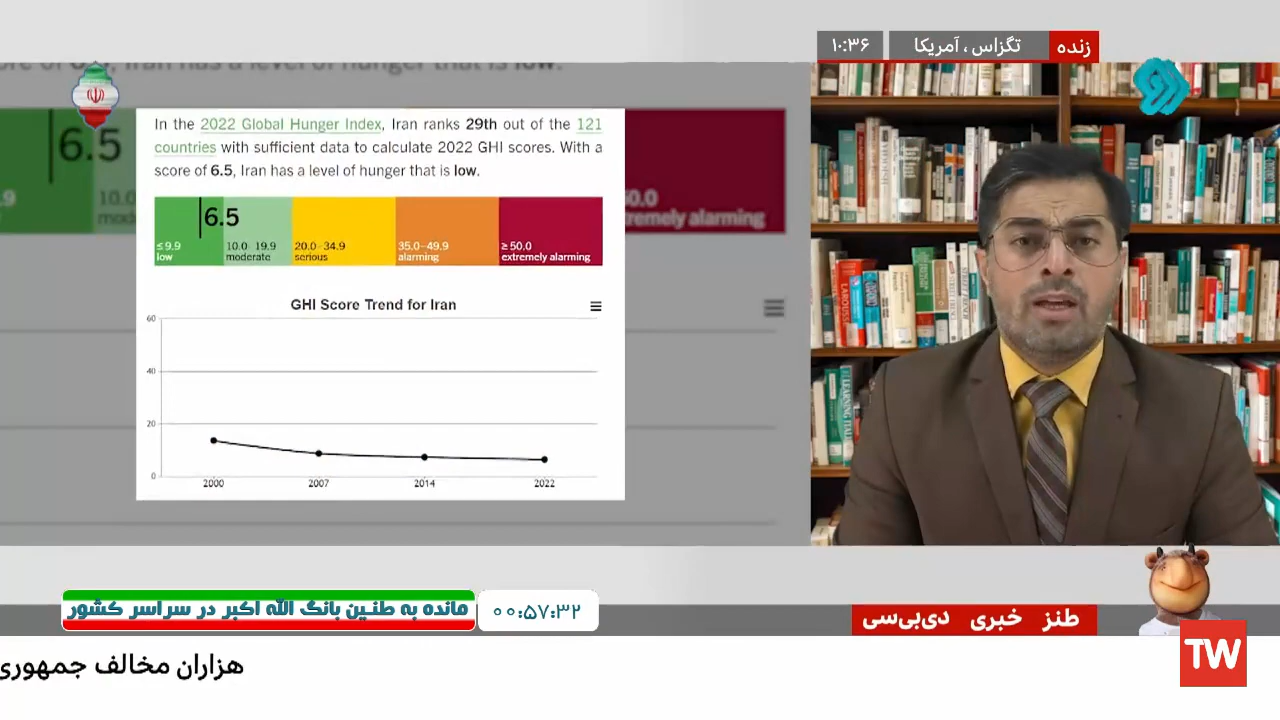 زنده
تگزاس ، آمریکا
۱۰:۳۶
In the 2022 Global Hunger Index, Iran ranks 29th out of the 121
countries with sufficient data to calculate 2022 GHI scores. With a
score of 6.5, Iran has a level of hunger that is low.
6.5
≤ 9.9
low
10.0–19.9
moderate
20.0–34.9
serious
35.0–49.9
alarming
≥ 50.0
extremely alarming
GHI Score Trend for Iran
60
40
20
0
2000
2007
2014
2022
مانده به طنین بانگ الله اکبر در سراسر کشور
۰۰:۵۷:۳۲
طنز خبری دی‌بی‌سی
هزاران مخالف جمهوری
TW